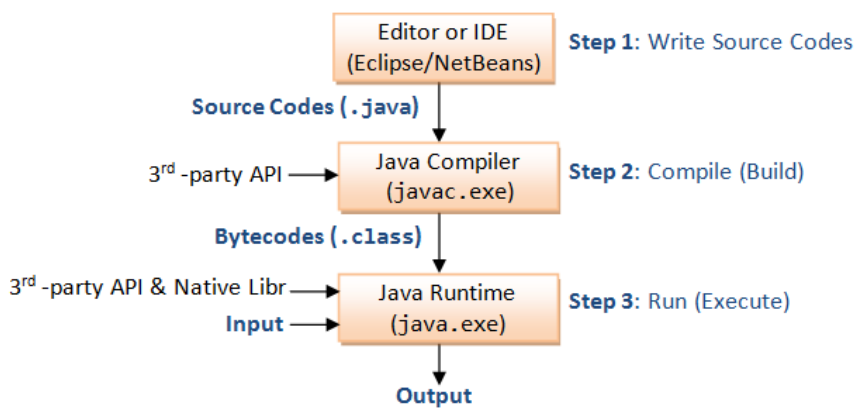 Editor or IDE
(Eclipse/NetBeans)
Step 1: Write Source Codes
Source Codes (.java)
3rd -party API
Java Compiler
(javac.exe)
Step 2: Compile (Build)
Bytecodes (.class)
3rd -party API & Native Libr
Input
Java Runtime
(java.exe)
Step 3: Run (Execute)
Output